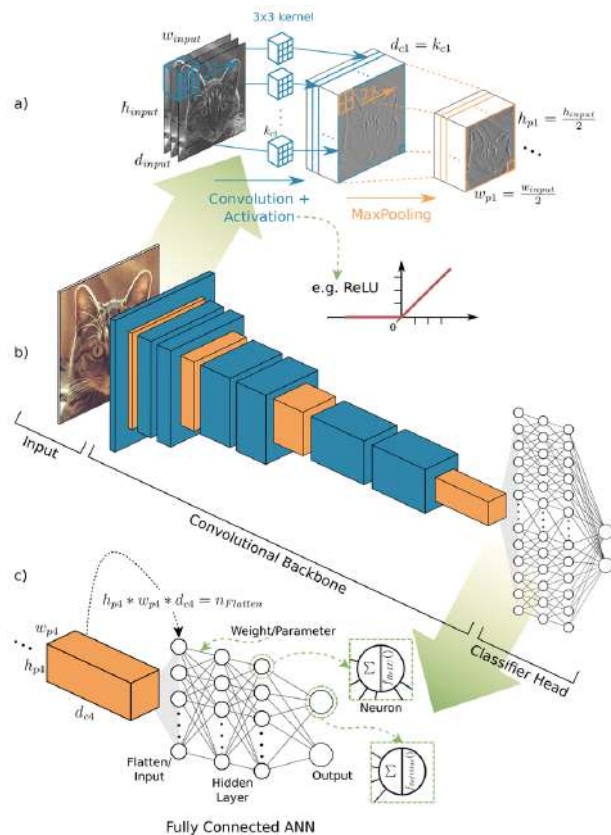 3x3 kernel
w_input
d_c1 = k_c1
a)
h_input
k_c1
h_p1 = h_input/2
d_input
w_p1 = w_input/2
Convolution +
Activation
MaxPooling
e.g. ReLU
0
b)
Input
Convolutional Backbone
Classifier Head
c)
h_p4 * w_p4 * d_c4 = n_Flatten
Weight/Parameter
w_p4
h_p4
d_c4
Σ
Neuron
Σ
Flatten/
Input
Hidden
Layer
Output
Fully Connected ANN